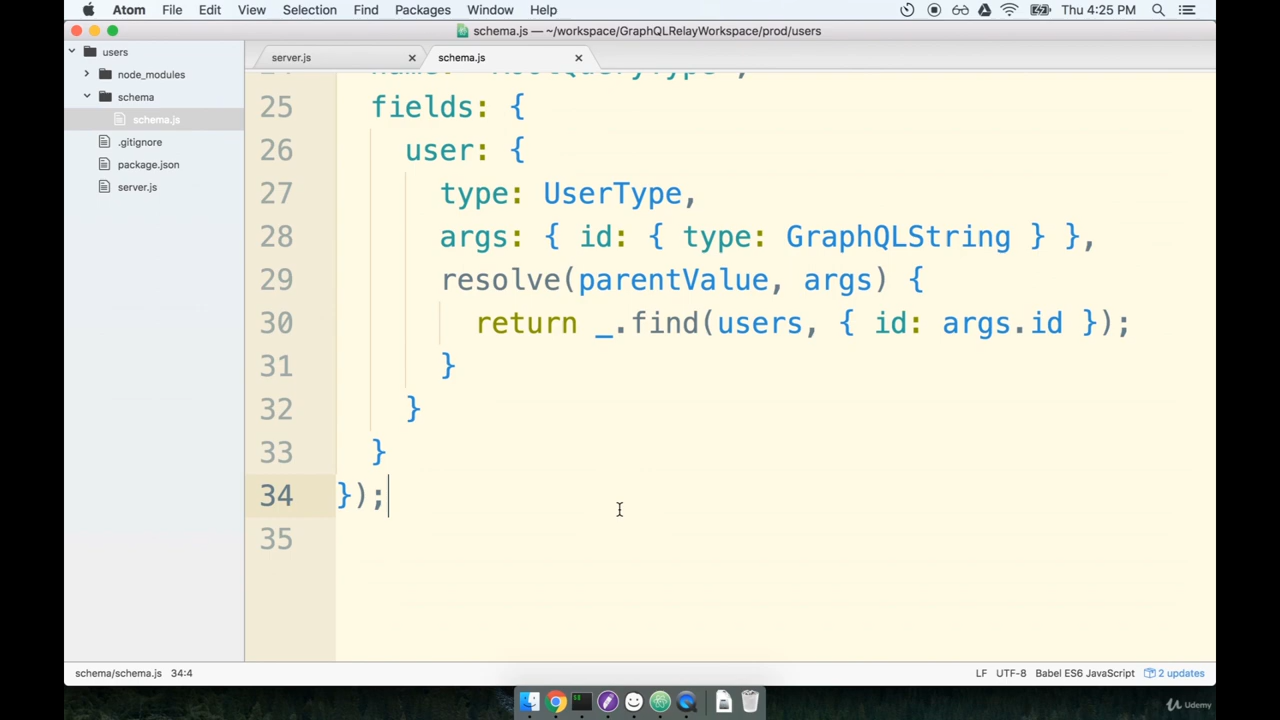 Atom File Edit View Selection Find Packages Window Help Thu 4:25 PM
schema.js — ~/workspace/GraphQLRelayWorkspace/prod/users
users
node_modules
schema
schema.js
.gitignore
package.json
server.js
server.js schema.js
25 fields: {
26 user: {
27 type: UserType,
28 args: { id: { type: GraphQLString } },
29 resolve(parentValue, args) {
30 return _.find(users, { id: args.id });
31 }
32 }
33 }
34 });
35
schema/schema.js 34:4 LF UTF-8 Babel ES6 JavaScript 2 updates
Udemy